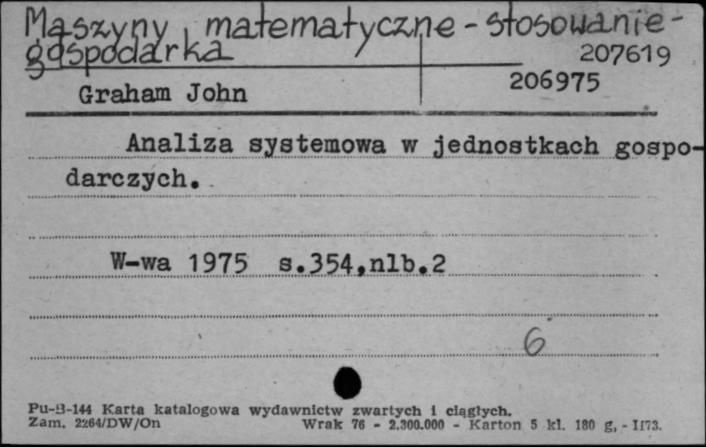 Maszyny matematyczne - stosowanie -
gospodarka
207619
206975
Graham John
Analiza systemowa w jednostkach gospo-
darczych.
W-wa 1975 s.354,nlb.2
6
Pu-B-144 Karta katalogowa wydawnictw zwartych i ciągłych.
Zam. 2264/DW/On Wrak 76 - 2.300.000 - Karton 5 kl. 180 g, - II73.